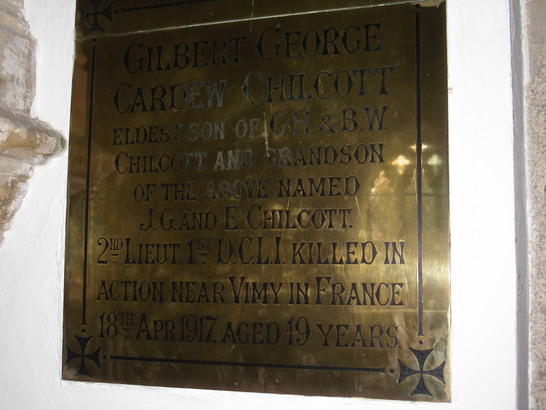 GILBERT GEORGE
CARDEW CHILCOTT
ELDEST SON OF G.H. & B.W.
CHILCOTT AND GRANDSON
OF THE ABOVE NAMED
J.G. AND E. CHILCOTT.
2ND LIEUT. 1ST D.C.L.I. KILLED IN
ACTION NEAR VIMY IN FRANCE
18TH APR. 1917. AGED 19 YEARS.